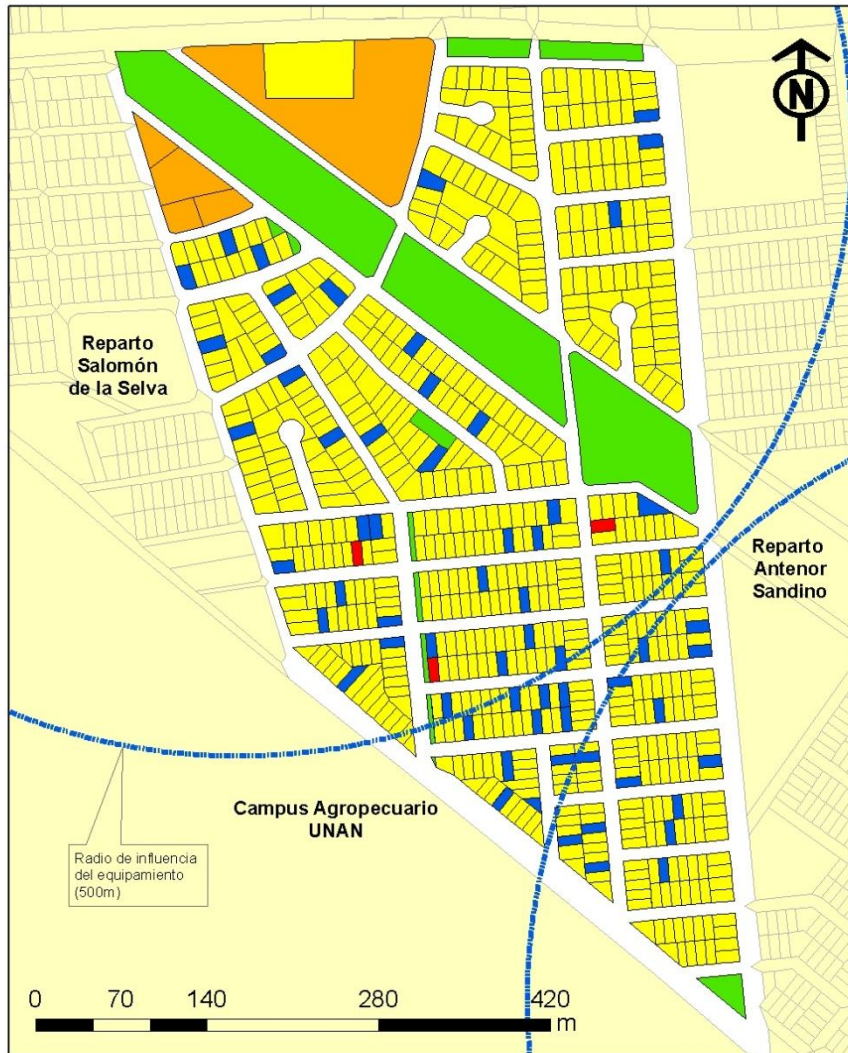 N
Reparto
Salomón
de la Selva
Reparto
Antenor
Sandino
Campus Agropecuario
UNAN
Radio de influencia
del equipamiento
(500m)
0 70 140 280 420
m